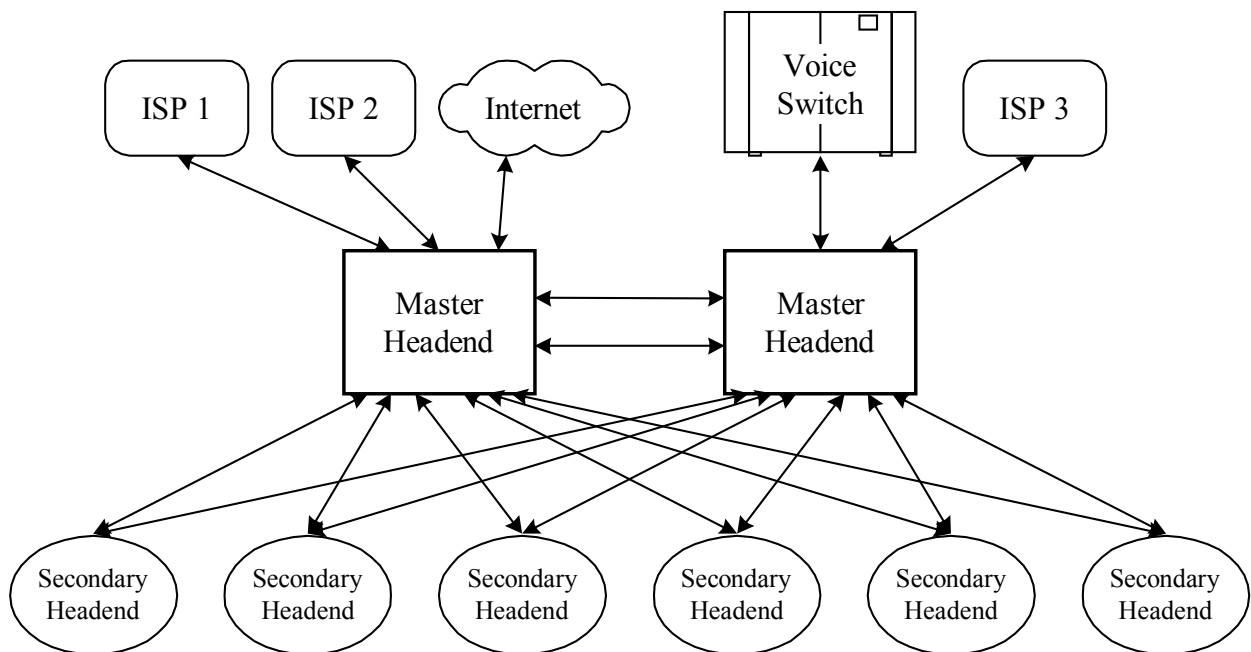 ISP 1
ISP 2
Internet
Voice
Switch
ISP 3
Master
Headend
Master
Headend
Secondary
Headend
Secondary
Headend
Secondary
Headend
Secondary
Headend
Secondary
Headend
Secondary
Headend